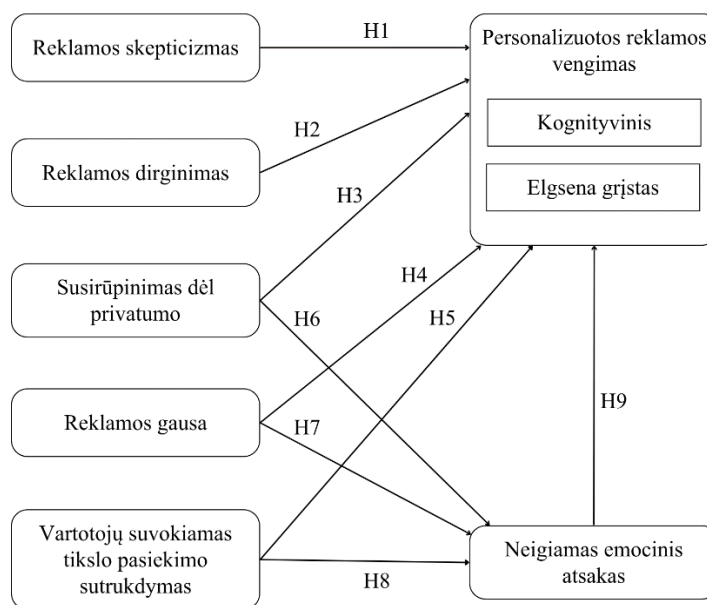 Reklamos skepticizmas
H1
Personalizuotos reklamos
vengimas
Kognityvinis
Elgsena grįstas
H2
Reklamos dirginimas
H3
Susirūpinimas dėl
privatumo
H4
H5
H6
Reklamos gausa
H7
H9
Vartotojų suvokiamas
tikslo pasiekimo
sutrukdymas
H8
Neigiamas emocinis
atsakas